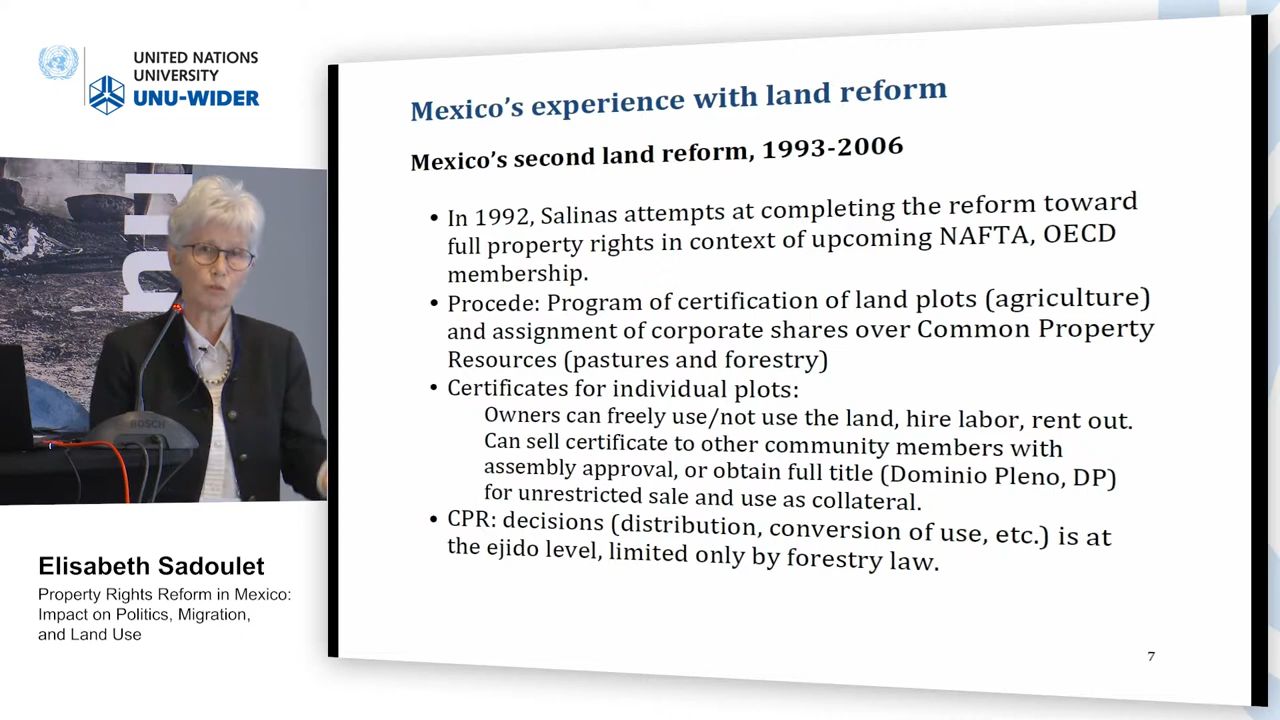 UNITED NATIONS
UNIVERSITY
UNU-WIDER
Mexico's experience with land reform
Mexico's second land reform, 1993-2006
• In 1992, Salinas attempts at completing the reform toward
full property rights in context of upcoming NAFTA, OECD
membership.
• Procede: Program of certification of land plots (agriculture)
and assignment of corporate shares over Common Property
Resources (pastures and forestry)
• Certificates for individual plots:
Owners can freely use/not use the land, hire labor, rent out.
Can sell certificate to other community members with
assembly approval, or obtain full title (Dominio Pleno, DP)
for unrestricted sale and use as collateral.
• CPR: decisions (distribution, conversion of use, etc.) is at
the ejido level, limited only by forestry law.
7
BOSCH
Elisabeth Sadoulet
Property Rights Reform in Mexico:
Impact on Politics, Migration,
and Land Use